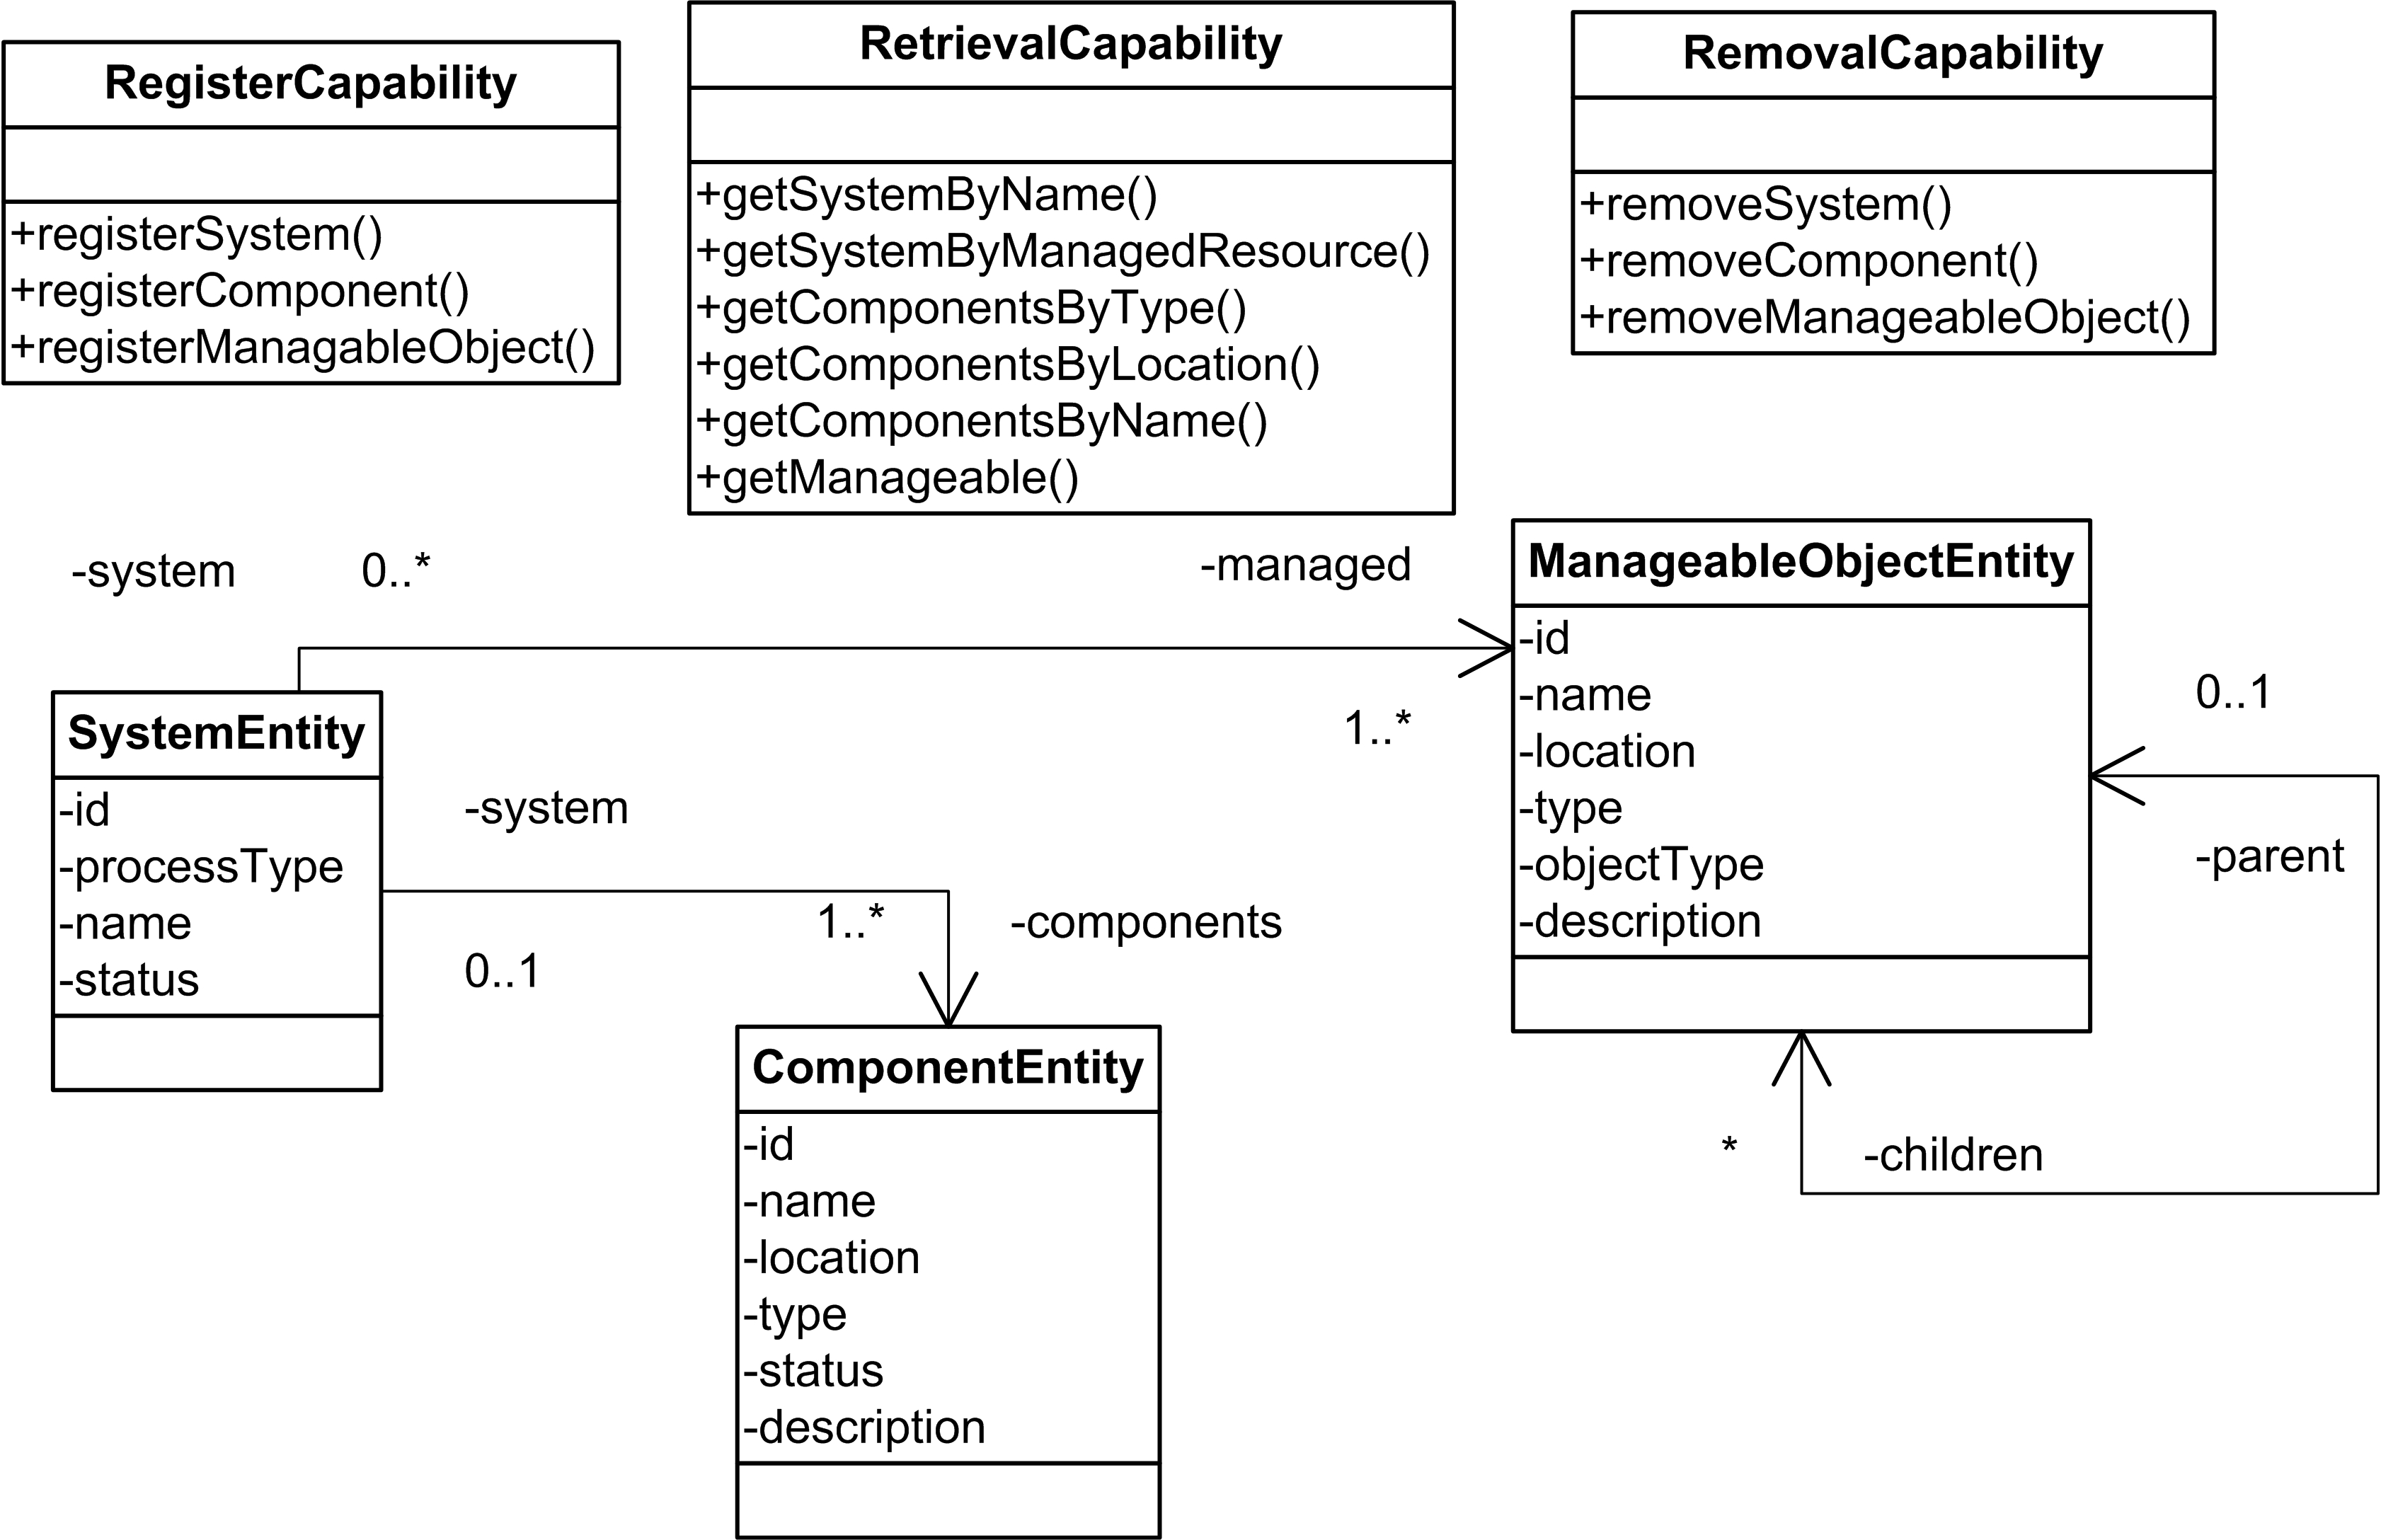 RegisterCapability
+registerSystem()
+registerComponent()
+registerManagableObject()
RetrievalCapability
+getSystemByName()
+getSystemByManagedResource()
+getComponentsByType()
+getComponentsByLocation()
+getComponentsByName()
+getManageable()
RemovalCapability
+removeSystem()
+removeComponent()
+removeManageableObject()
-system
0..*
-managed
1..*
SystemEntity
-id
-processType
-name
-status
-system
0..1
1..*
-components
ComponentEntity
-id
-name
-location
-type
-status
-description
ManageableObjectEntity
-id
-name
-location
-type
-objectType
-description
0..1
-parent
*
-children